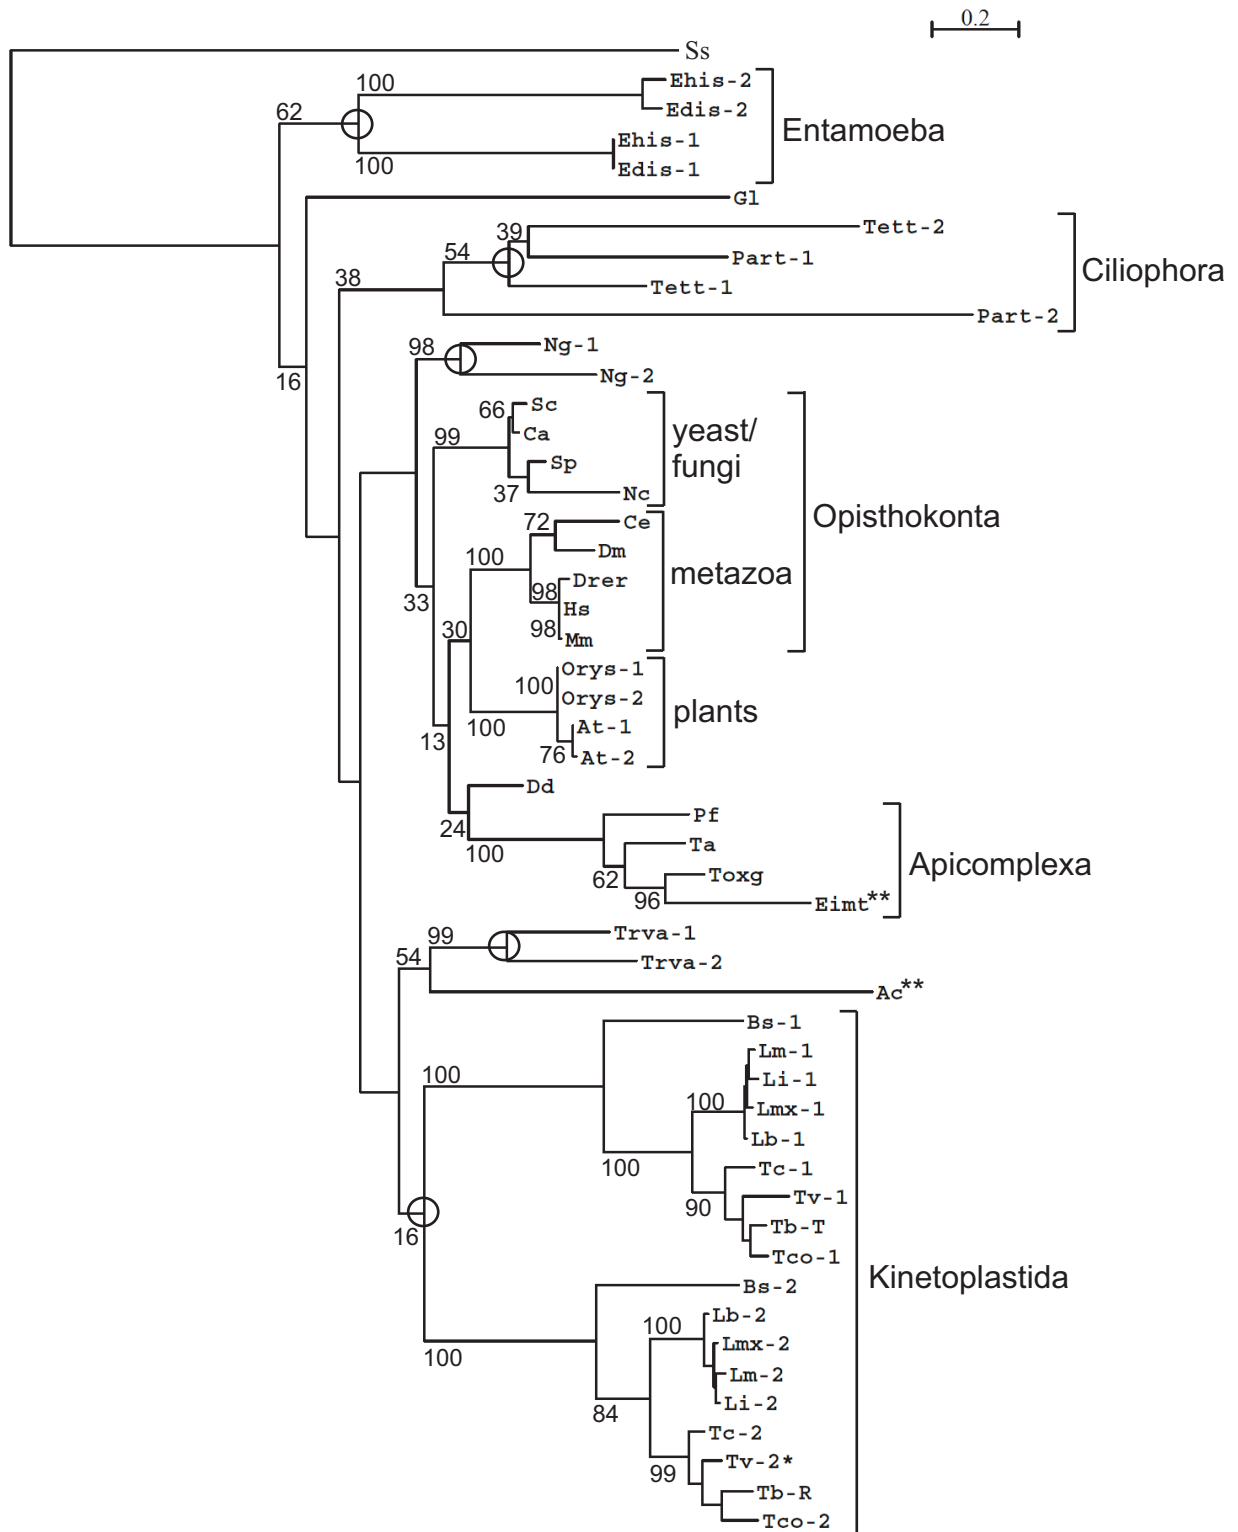 0.2
Ss
100
Ehis-2
62
Edis-2
Entamoeba
Ehis-1
100
Edis-1
Gl
39
Tett-2
54
Part-1
Ciliophora
38
Tett-1
Part-2
98
Ng-1
16
Ng-2
66
Sc
yeast/
fungi
99
Ca
Sp
37
Nc
Opisthokonta
72
Ce
100
Dm
metazoa
98
Drer
33
Hs
30
98
Mm
Orys-1
100
Orys-2
plants
100
At-1
13
76
At-2
Dd
24
Pf
100
Ta
Apicomplexa
62
Toxg
96
Eimt**
99
Trva-1
54
Trva-2
Ac**
Bs-1
Lm-1
100
Li-1
100
Lmx-1
Lb-1
100
Tc-1
90
Tv-1
16
Tb-T
Tco-1
Kinetoplastida
Bs-2
Lb-2
100
Lmx-2
100
Lm-2
84
Li-2
Tc-2
99
Tv-2*
Tb-R
Tco-2